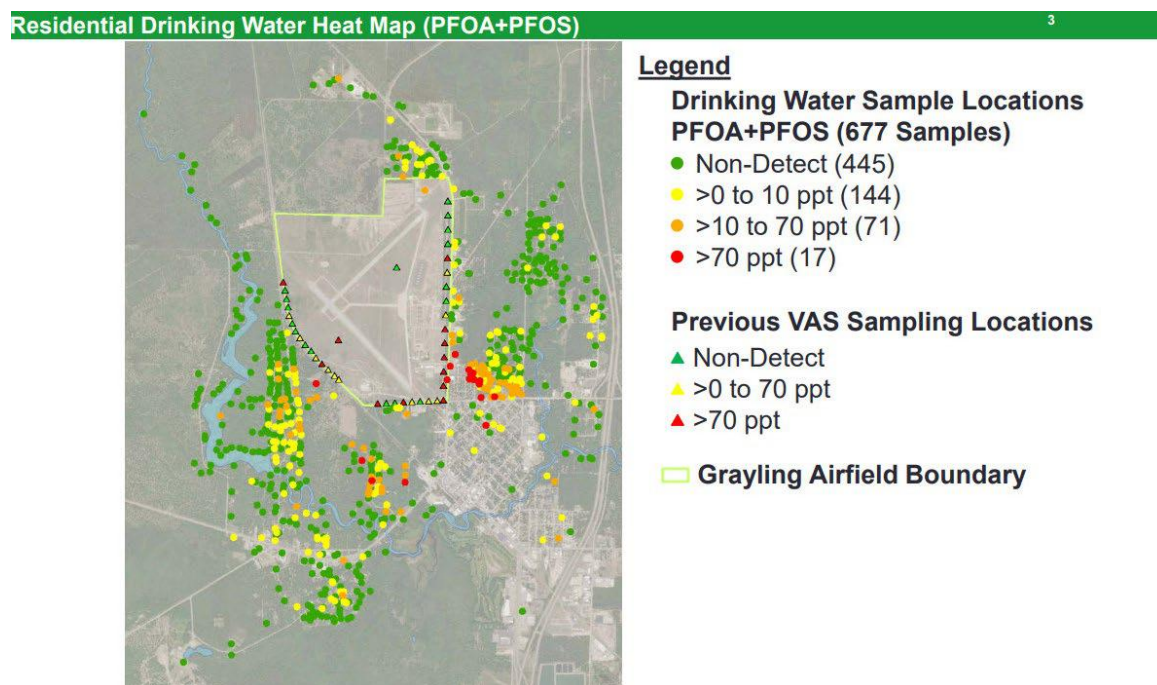 Residential Drinking Water Heat Map (PFOA+PFOS)
3
Legend
Drinking Water Sample Locations
PFOA+PFOS (677 Samples)
Non-Detect (445)
>0 to 10 ppt (144)
>10 to 70 ppt (71)
>70 ppt (17)
Previous VAS Sampling Locations
Non-Detect
>0 to 70 ppt
>70 ppt
Grayling Airfield Boundary